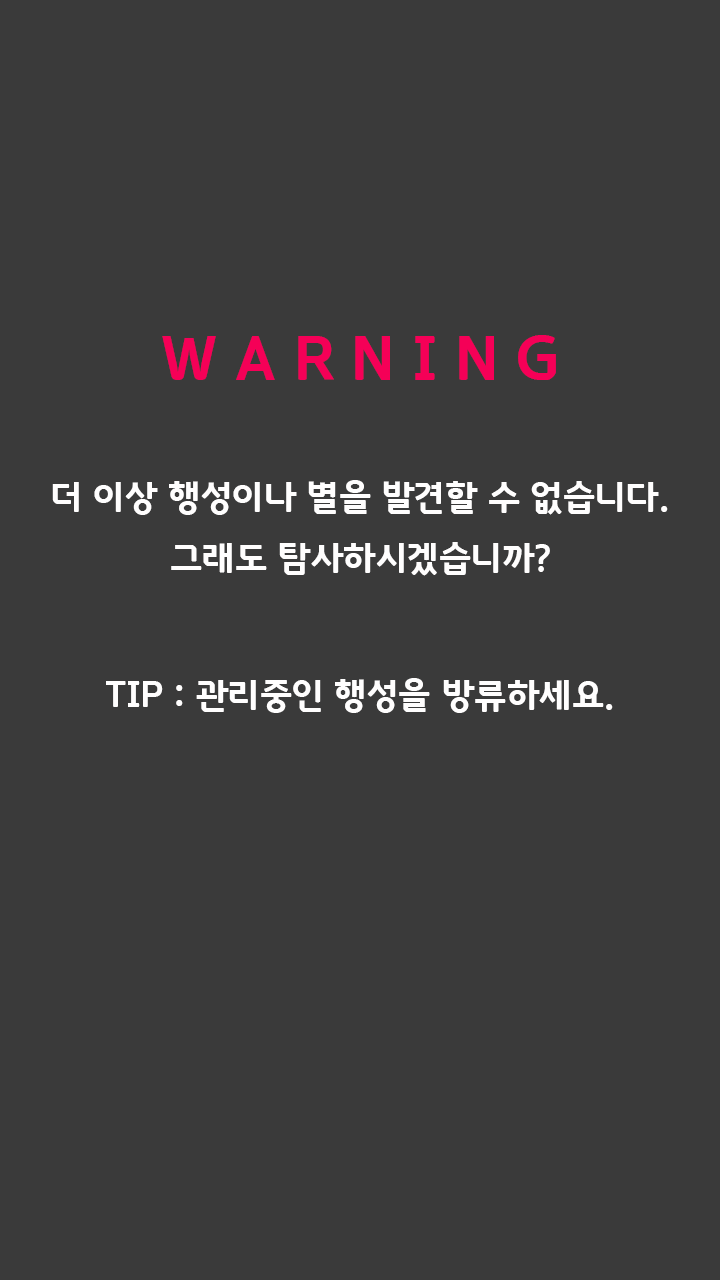 WARNING
더 이상 행성이나 별을 발견할 수 없습니다.
그래도 탐사하시겠습니까?
TIP : 관리중인 행성을 방류하세요.